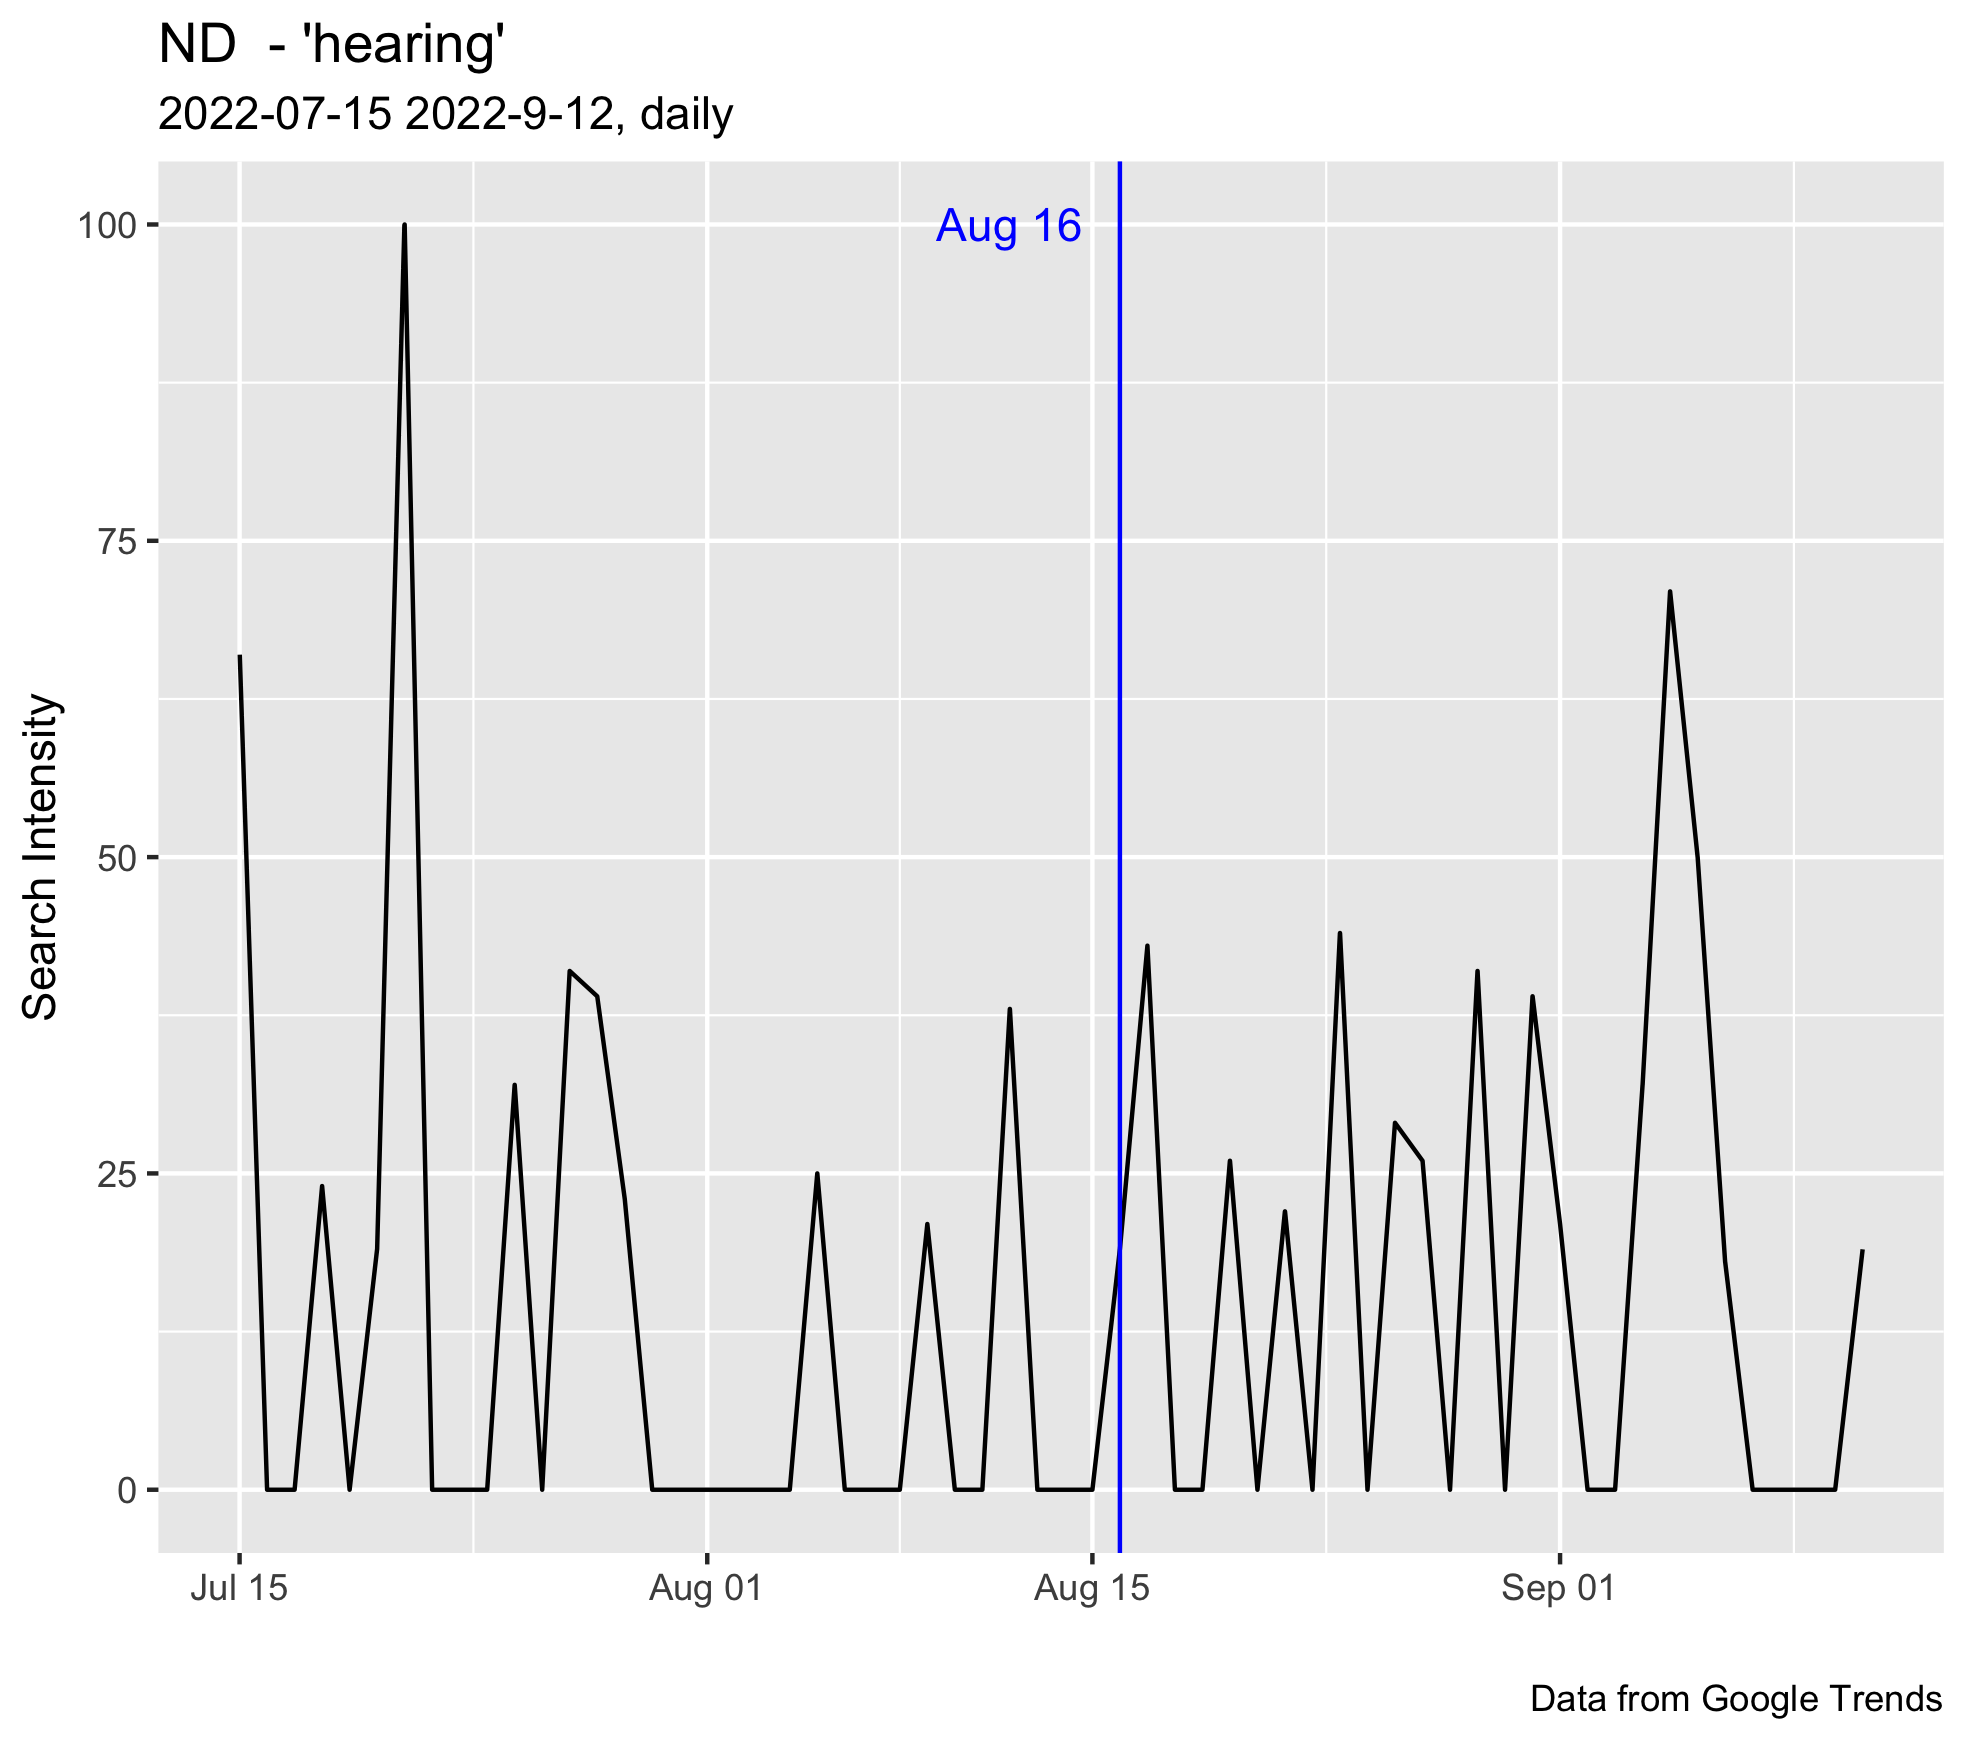 ND  - 'hearing'
2022-07-15 2022-9-12, daily
Aug 16
100
75
50
25
0
Search Intensity
Jul 15
Aug 01
Aug 15
Sep 01
Data from Google Trends